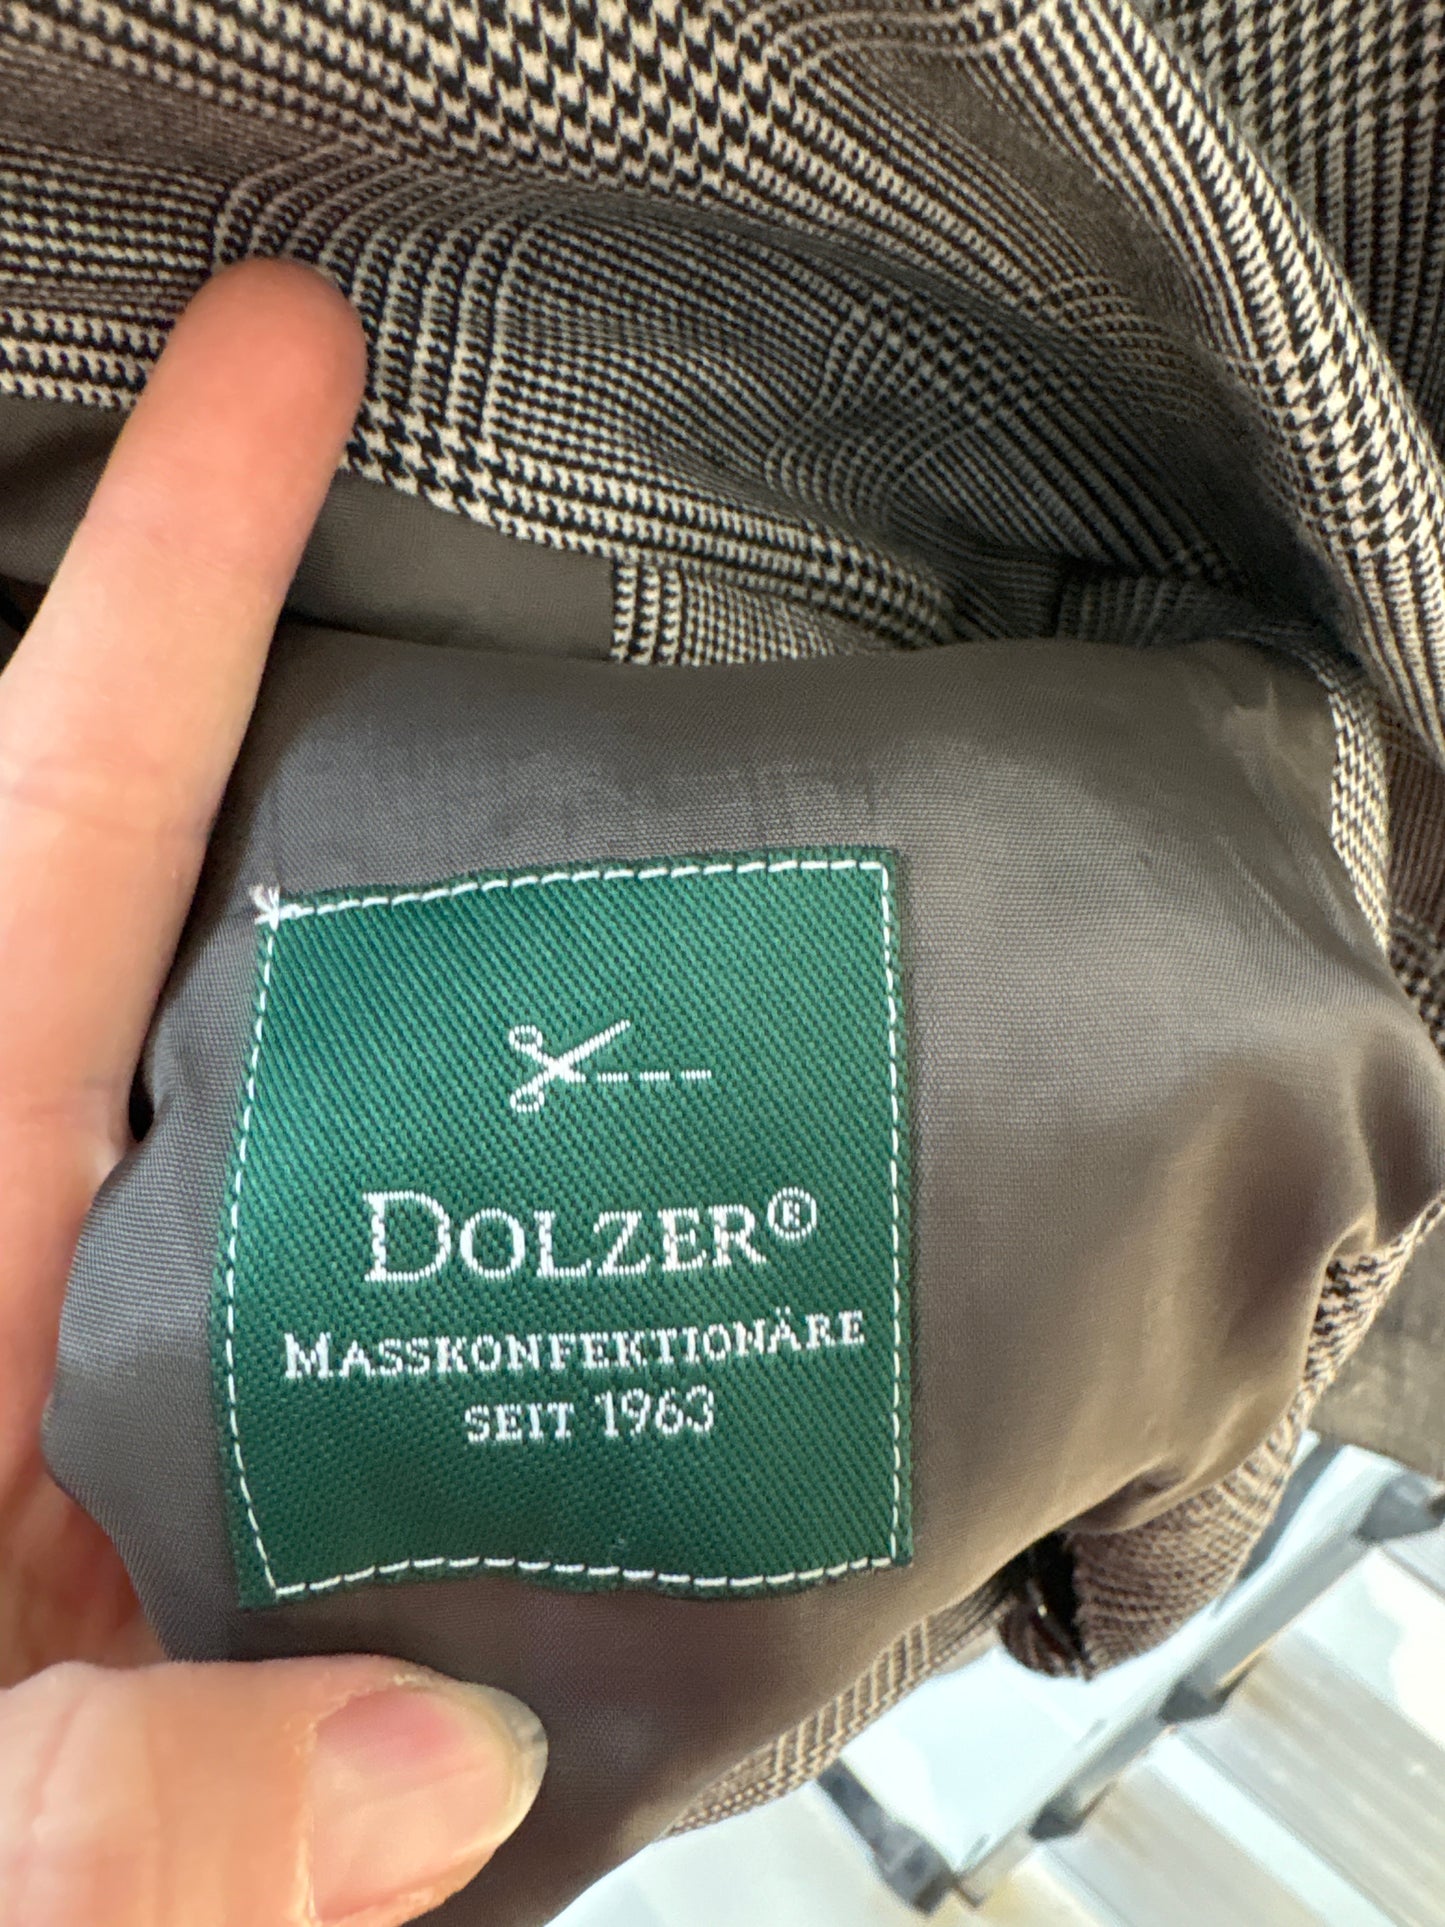 DOLZER®
MASSKONFEKTIONÄRE
SEIT 1963